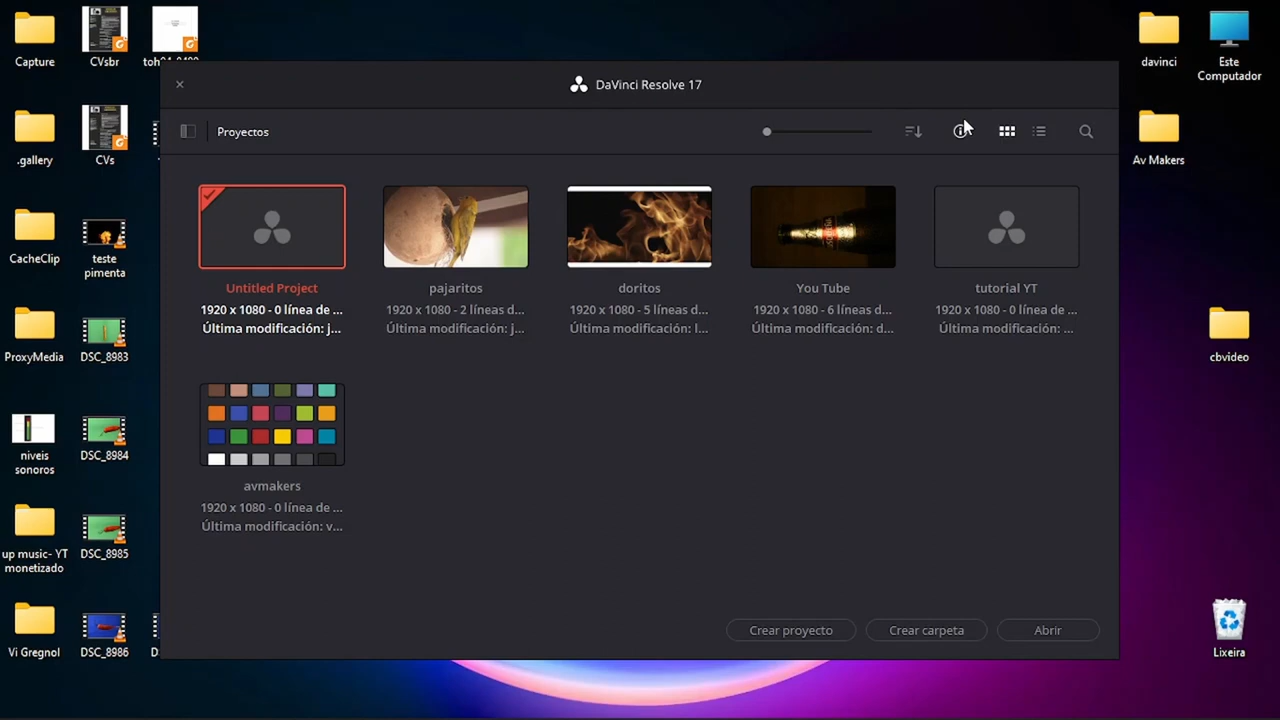 Capture
CVsbr
davinci
Este
Computador
DaVinci Resolve 17
Proyectos
.gallery
CVs
Av Makers
CacheClip
teste
pimenta
Untitled Project
1920 x 1080 - 0 línea de ...
Última modificación: j...
pajaritos
1920 x 1080 - 2 líneas d...
Última modificación: j...
doritos
1920 x 1080 - 5 líneas d...
Última modificación: l...
You Tube
1920 x 1080 - 6 líneas d...
Última modificación: d...
tutorial YT
1920 x 1080 - 0 línea de ...
Última modificación: ...
ProxyMedia
DSC_8983
cbvideo
niveis
sonoros
DSC_8984
avmakers
1920 x 1080 - 0 línea de ...
Última modificación: v...
up music- YT
monetizado
DSC_8985
Vi Gregnol
DSC_8986
Crear proyecto
Crear carpeta
Abrir
Lixeira